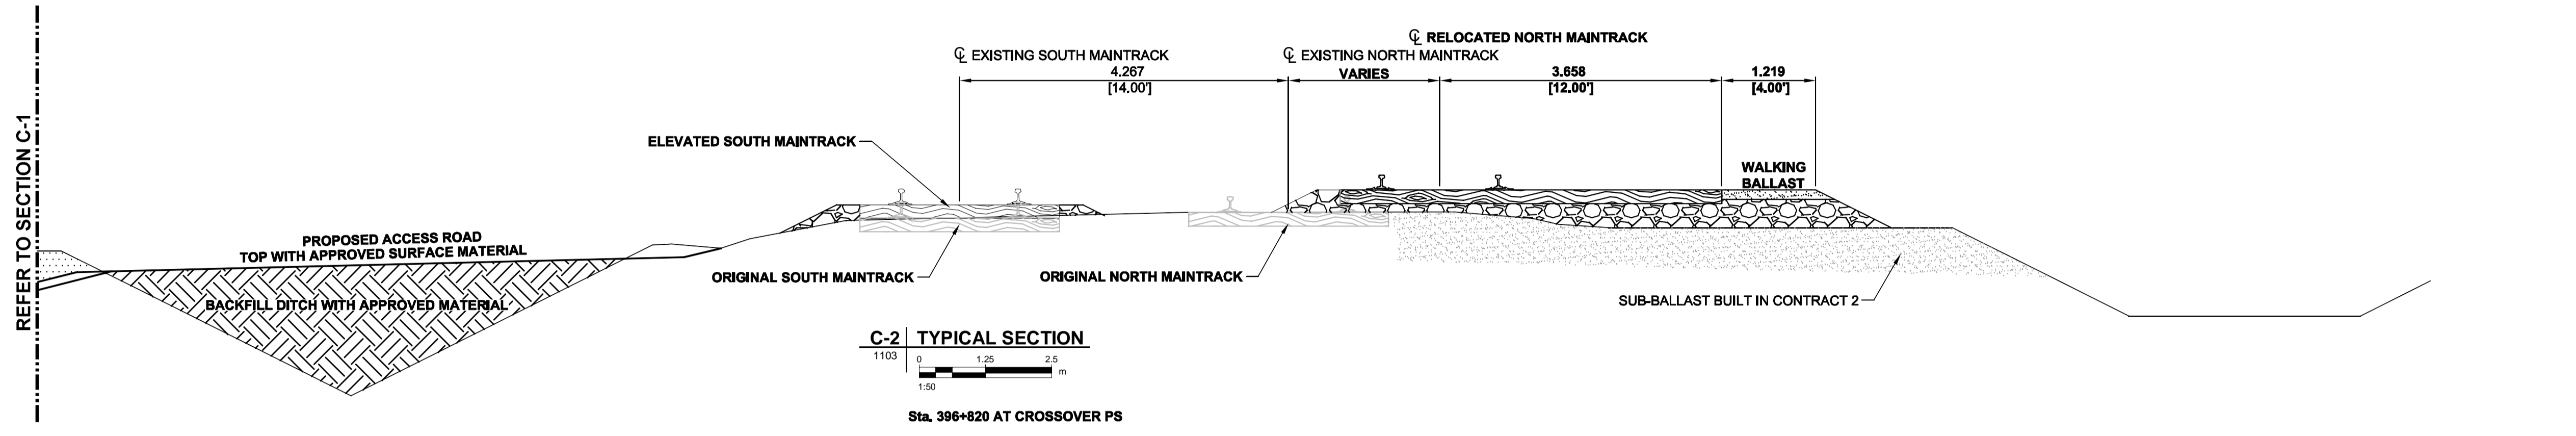 REFER TO SECTION C-1
℄ RELOCATED NORTH MAINTRACK
℄ EXISTING SOUTH MAINTRACK
℄ EXISTING NORTH MAINTRACK
4.267
[14.00']
VARIES
3.658
[12.00']
1.219
[4.00']
ELEVATED SOUTH MAINTRACK
WALKING
BALLAST
PROPOSED ACCESS ROAD
TOP WITH APPROVED SURFACE MATERIAL
BACKFILL DITCH WITH APPROVED MATERIAL
ORIGINAL SOUTH MAINTRACK
ORIGINAL NORTH MAINTRACK
SUB-BALLAST BUILT IN CONTRACT 2
C-2 TYPICAL SECTION
1103
0 1.25 2.5
m
1:50
Sta. 396+820 AT CROSSOVER PS